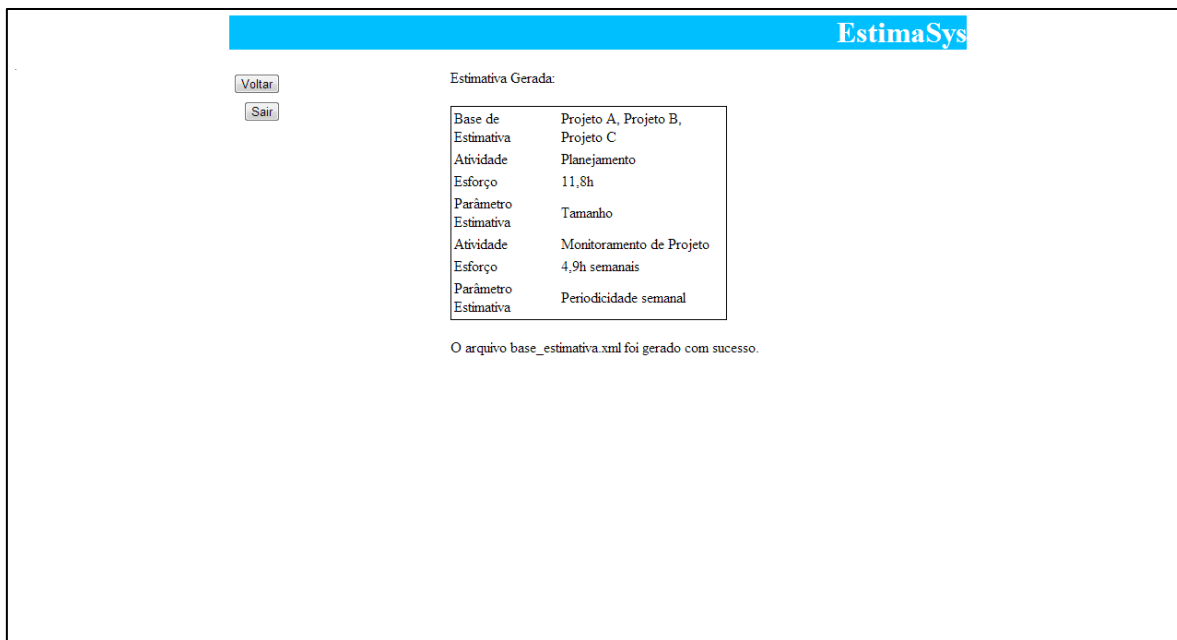 EstimaSys
Voltar
Sair
Estimativa Gerada:
Base de Estimativa Projeto A, Projeto B, Projeto C
Atividade Planejamento
Esforço 11,8h
Parâmetro Estimativa Tamanho
Atividade Monitoramento de Projeto
Esforço 4,9h semanais
Parâmetro Estimativa Periodicidade semanal
O arquivo base_estimativa.xml foi gerado com sucesso.